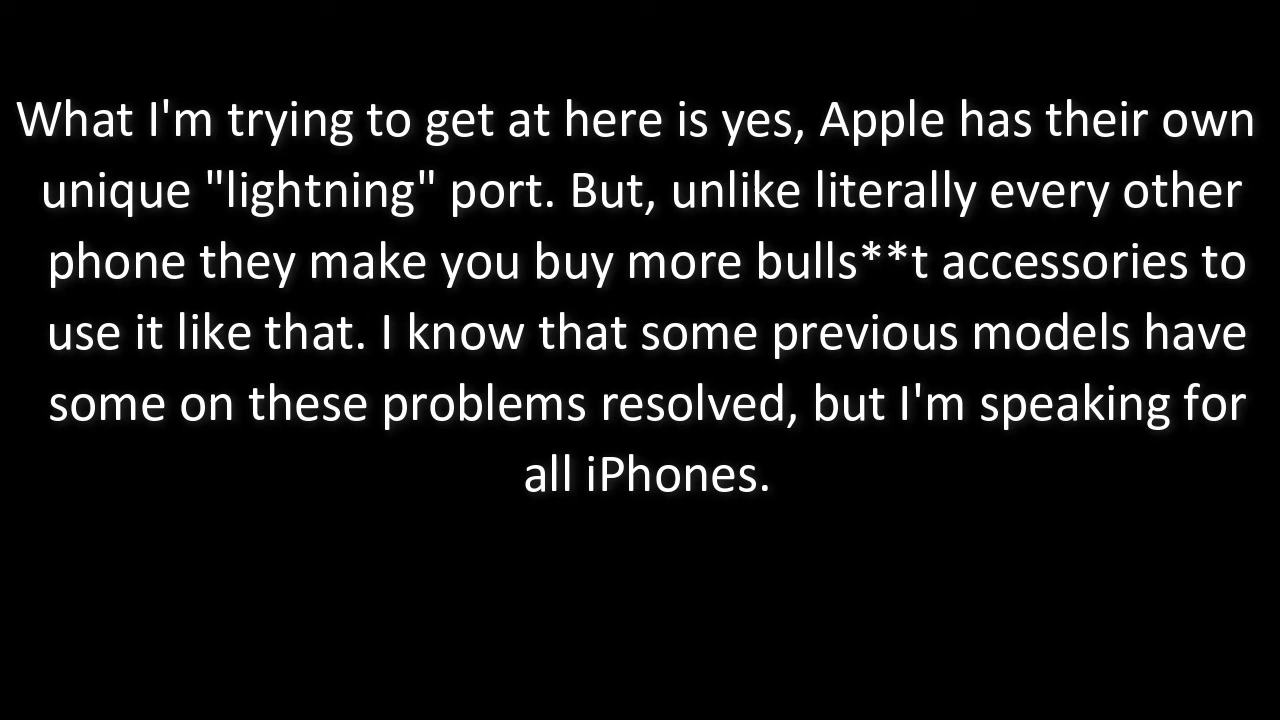 What I'm trying to get at here is yes, Apple has their own
unique "lightning" port. But, unlike literally every other
phone they make you buy more bulls**t accessories to
use it like that. I know that some previous models have
some on these problems resolved, but I'm speaking for
all iPhones.